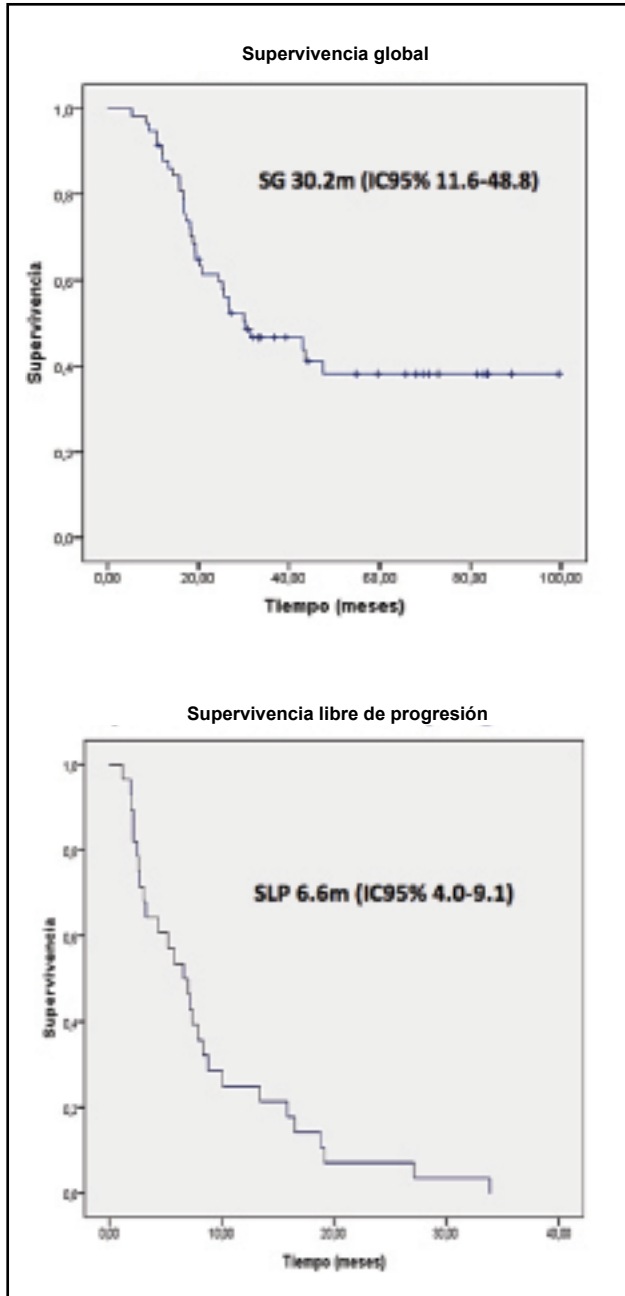 Supervivencia global
SG 30.2m (IC95% 11.6-48.8)
Supervivencia
1,0
0,8
0,6
0,4
0,2
0,0
0,00 20,00 40,00 60,00 80,00 100,00
Tiempo (meses)
Supervivencia libre de progresión
SLP 6.6m (IC95% 4.0-9.1)
Supervivencia
1,0
0,8
0,6
0,4
0,2
0,0
0,00 10,00 20,00 30,00 40,00
Tiempo (meses)